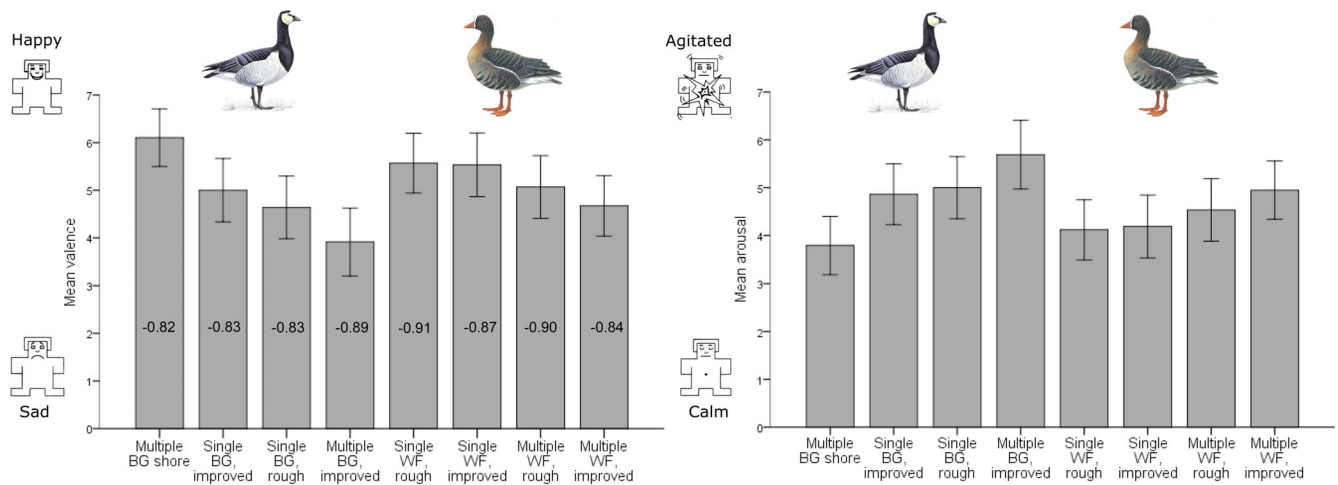 Happy
Sad
Mean valence
7
6
5
4
3
2
1
0
-0.82
-0.83
-0.83
-0.89
-0.91
-0.87
-0.90
-0.84
Multiple
BG shore
Single
BG,
improved
Single
BG,
rough
Multiple
BG,
improved
Single
WF,
rough
Single
WF,
improved
Multiple
WF,
rough
Multiple
WF,
improved
Agitated
Calm
Mean arousal
7
6
5
4
3
2
1
0
Multiple
BG shore
Single
BG,
improved
Single
BG,
rough
Multiple
BG,
improved
Single
WF,
rough
Single
WF,
improved
Multiple
WF,
rough
Multiple
WF,
improved